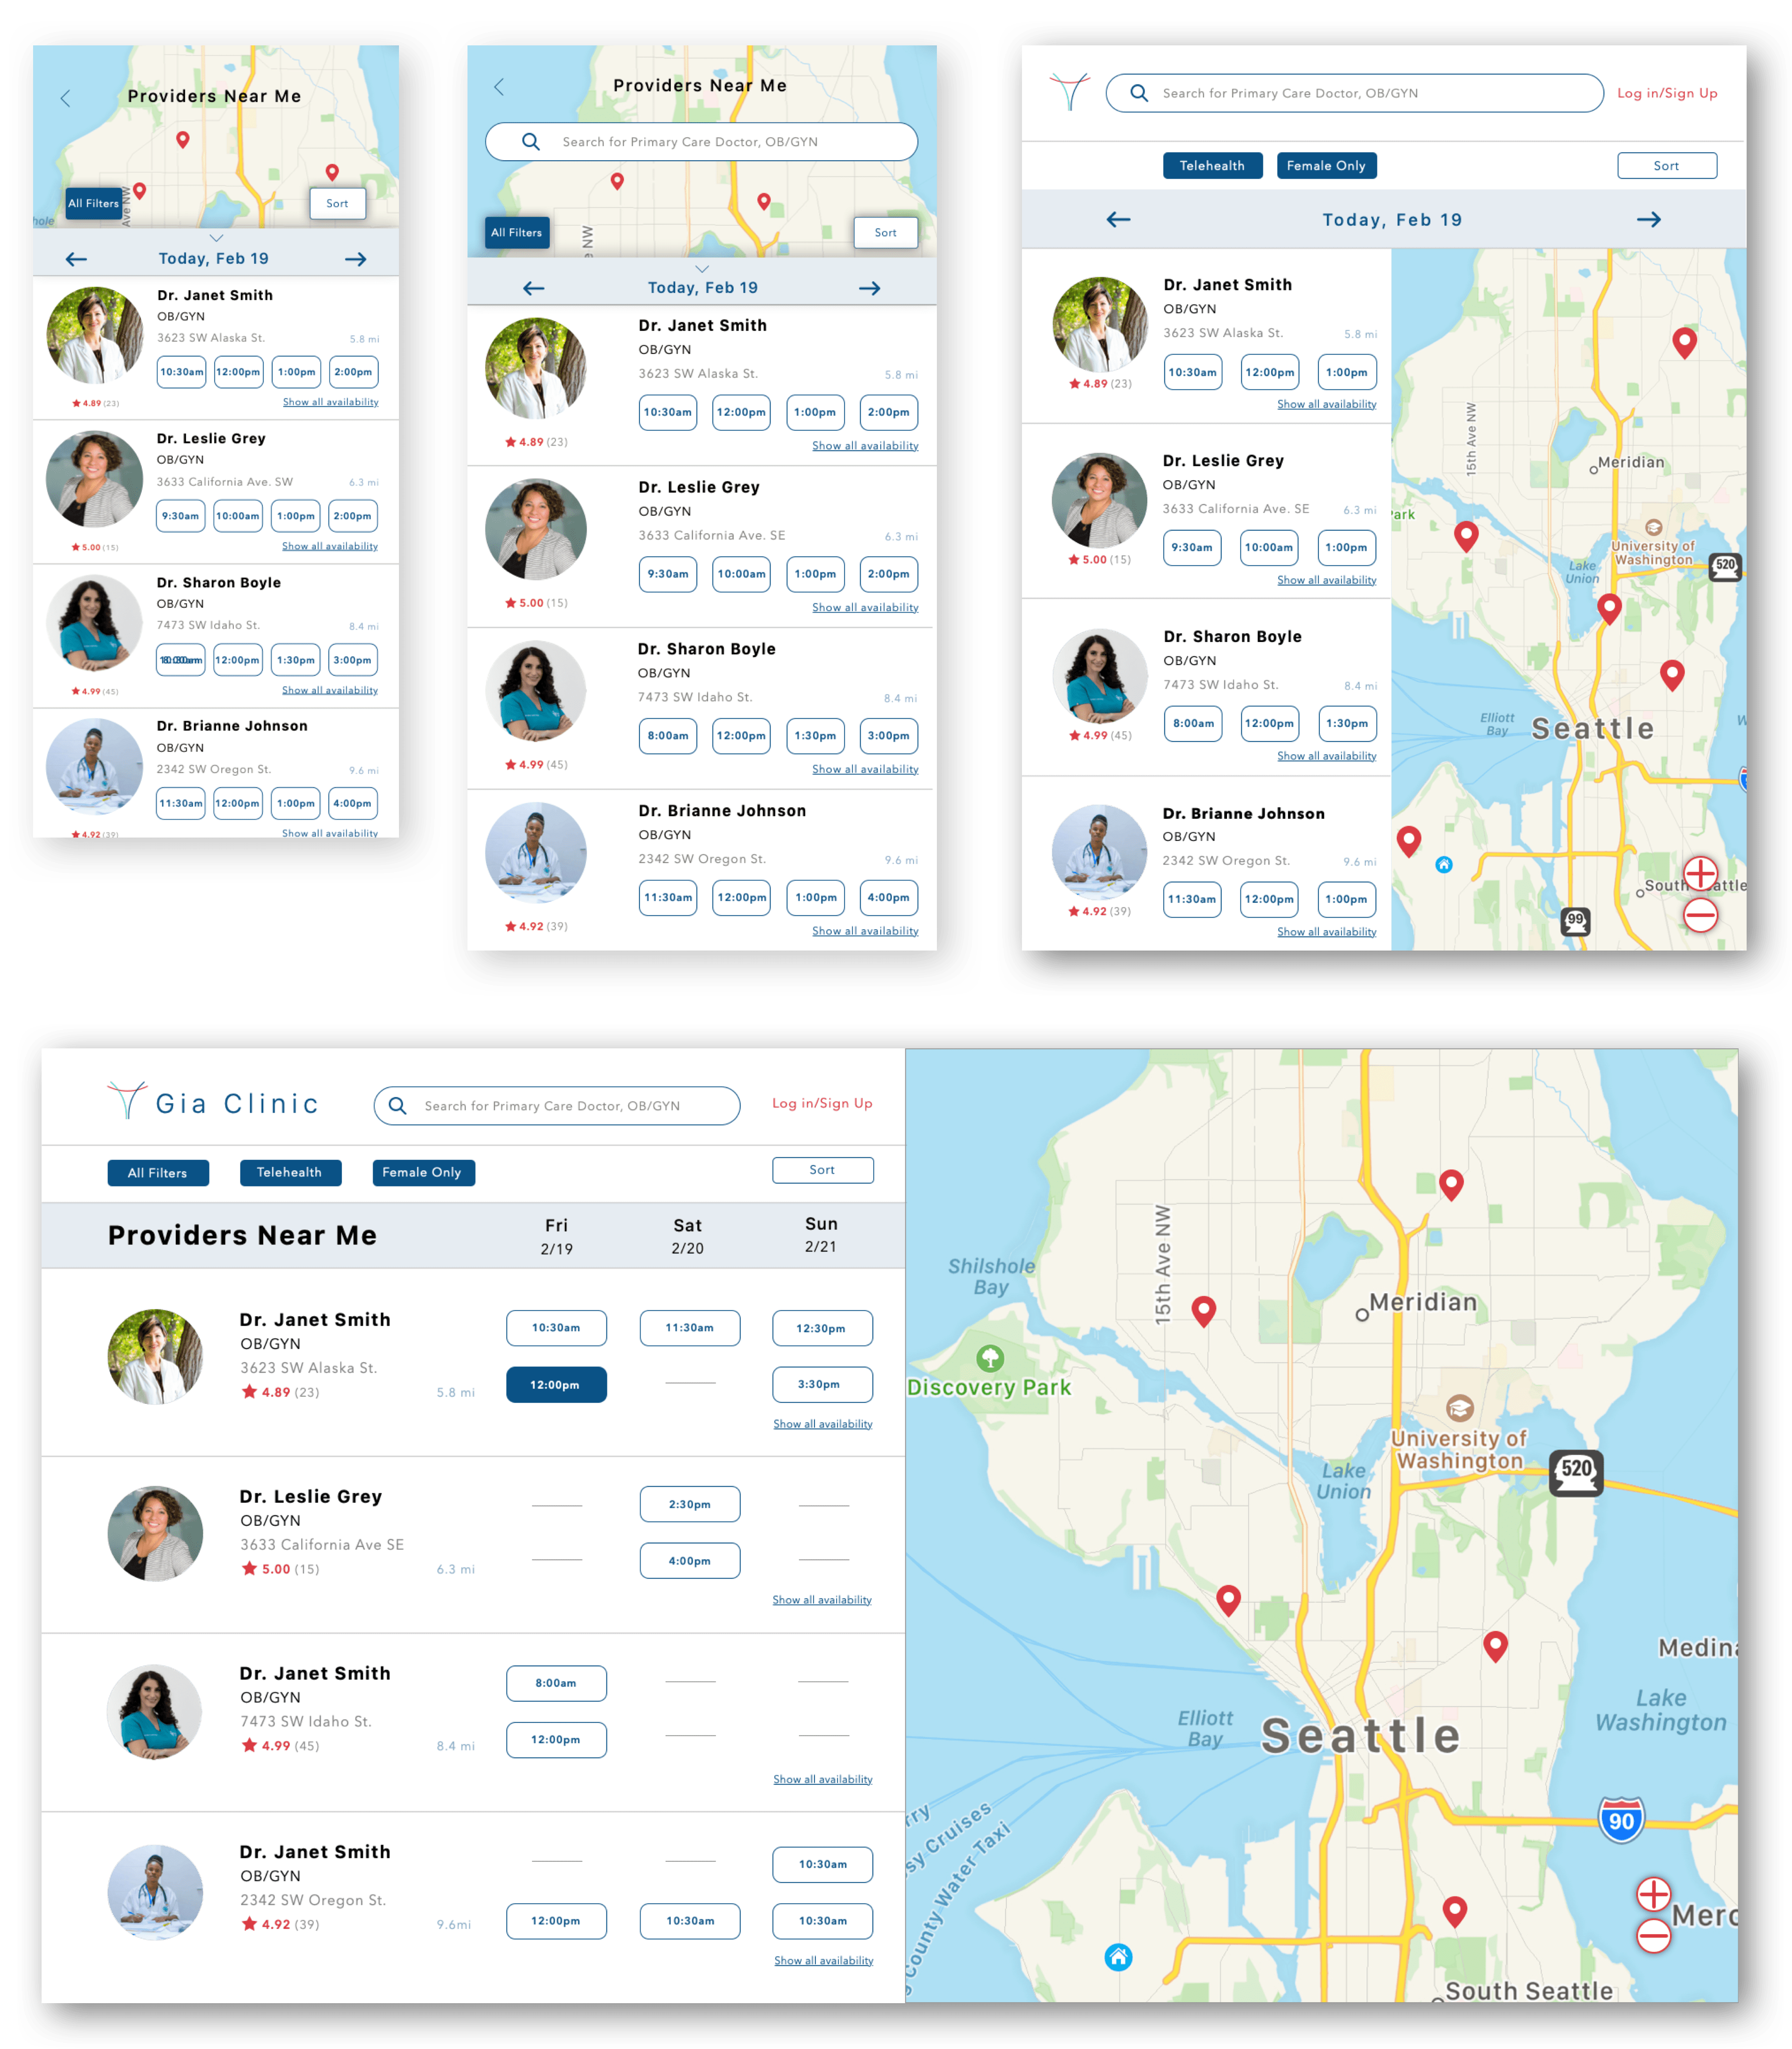 Providers Near Me
All Filters
Ave NW
Sort
hole
Today, Feb 19
Dr. Janet Smith
OB/GYN
3623 SW Alaska St.
5.8 mi
10:30am 12:00pm 1:00pm 2:00pm
4.89 (23)
Show all availability
Dr. Leslie Grey
OB/GYN
3633 California Ave. SW
6.3 mi
9:30am 10:00am 1:00pm 2:00pm
5.00 (15)
Show all availability
Dr. Sharon Boyle
OB/GYN
7473 SW Idaho St.
8.4 mi
12:00pm 1:30pm 3:00pm
4.99 (45)
Show all availability
Dr. Brianne Johnson
OB/GYN
2342 SW Oregon St.
9.6 mi
11:30am 12:00pm 1:00pm 4:00pm
4.92 (39)
Show all availability
Providers Near Me
Search for Primary Care Doctor, OB/GYN
All Filters
NW
Sort
Today, Feb 19
Dr. Janet Smith
OB/GYN
3623 SW Alaska St.
5.8 mi
10:30am 12:00pm 1:00pm 2:00pm
4.89 (23)
Show all availability
Dr. Leslie Grey
OB/GYN
3633 California Ave. SE
6.3 mi
9:30am 10:00am 1:00pm 2:00pm
5.00 (15)
Show all availability
Dr. Sharon Boyle
OB/GYN
7473 SW Idaho St.
8.4 mi
8:00am 12:00pm 1:30pm 3:00pm
4.99 (45)
Show all availability
Dr. Brianne Johnson
OB/GYN
2342 SW Oregon St.
9.6 mi
11:30am 12:00pm 1:00pm 4:00pm
4.92 (39)
Show all availability
Search for Primary Care Doctor, OB/GYN
Log in/Sign Up
Telehealth
Female Only
Sort
Today, Feb 19
Dr. Janet Smith
OB/GYN
3623 SW Alaska St.
5.8 mi
10:30am 12:00pm 1:00pm
4.89 (23)
Show all availability
Dr. Leslie Grey
OB/GYN
3633 California Ave. SE
6.3 mi
9:30am 10:00am 1:00pm
5.00 (15)
Show all availability
Dr. Sharon Boyle
OB/GYN
7473 SW Idaho St.
8.4 mi
8:00am 12:00pm 1:30pm
4.99 (45)
Show all availability
Dr. Brianne Johnson
OB/GYN
2342 SW Oregon St.
9.6 mi
11:30am 12:00pm 1:00pm
4.92 (39)
Show all availability
15th Ave NW
Meridian
Park
University of
Washington
520
Lake
Union
Elliott
Bay
Seattle
W
South
attle
99
Gia Clinic
Search for Primary Care Doctor, OB/GYN
Log in/Sign Up
All Filters
Telehealth
Female Only
Sort
Providers Near Me
Fri
2/19
Sat
2/20
Sun
2/21
Dr. Janet Smith
OB/GYN
3623 SW Alaska St.
4.89 (23)
5.8 mi
10:30am 11:30am 12:30pm
12:00pm 3:30pm
Show all availability
Dr. Leslie Grey
OB/GYN
3633 California Ave SE
5.00 (15)
6.3 mi
2:30pm
4:00pm
Show all availability
Dr. Janet Smith
OB/GYN
7473 SW Idaho St.
4.99 (45)
8.4 mi
8:00am
12:00pm
Show all availability
Dr. Janet Smith
OB/GYN
2342 SW Oregon St.
4.92 (39)
9.6mi
10:30am
12:00pm 10:30am 10:30am
Show all availability
15th Ave NW
Shilshole
Bay
Meridian
Discovery Park
University of
Washington
520
Lake
Union
Medina
Lake
Washington
Elliott
Bay
Seattle
90
rry
sy Cruises
County Water Taxi
Merc
South Seattle